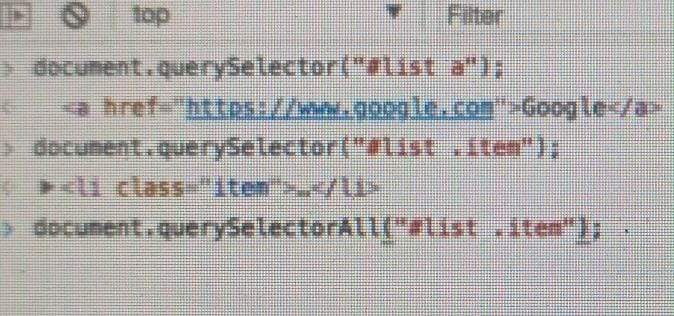 top Filter
> document.querySelector("#list a");
< <a href="https://www.google.com">Google</a>
> document.querySelector("#list .item");
< ▶<li class="item">…</li>
> document.querySelectorAll("#list .item");